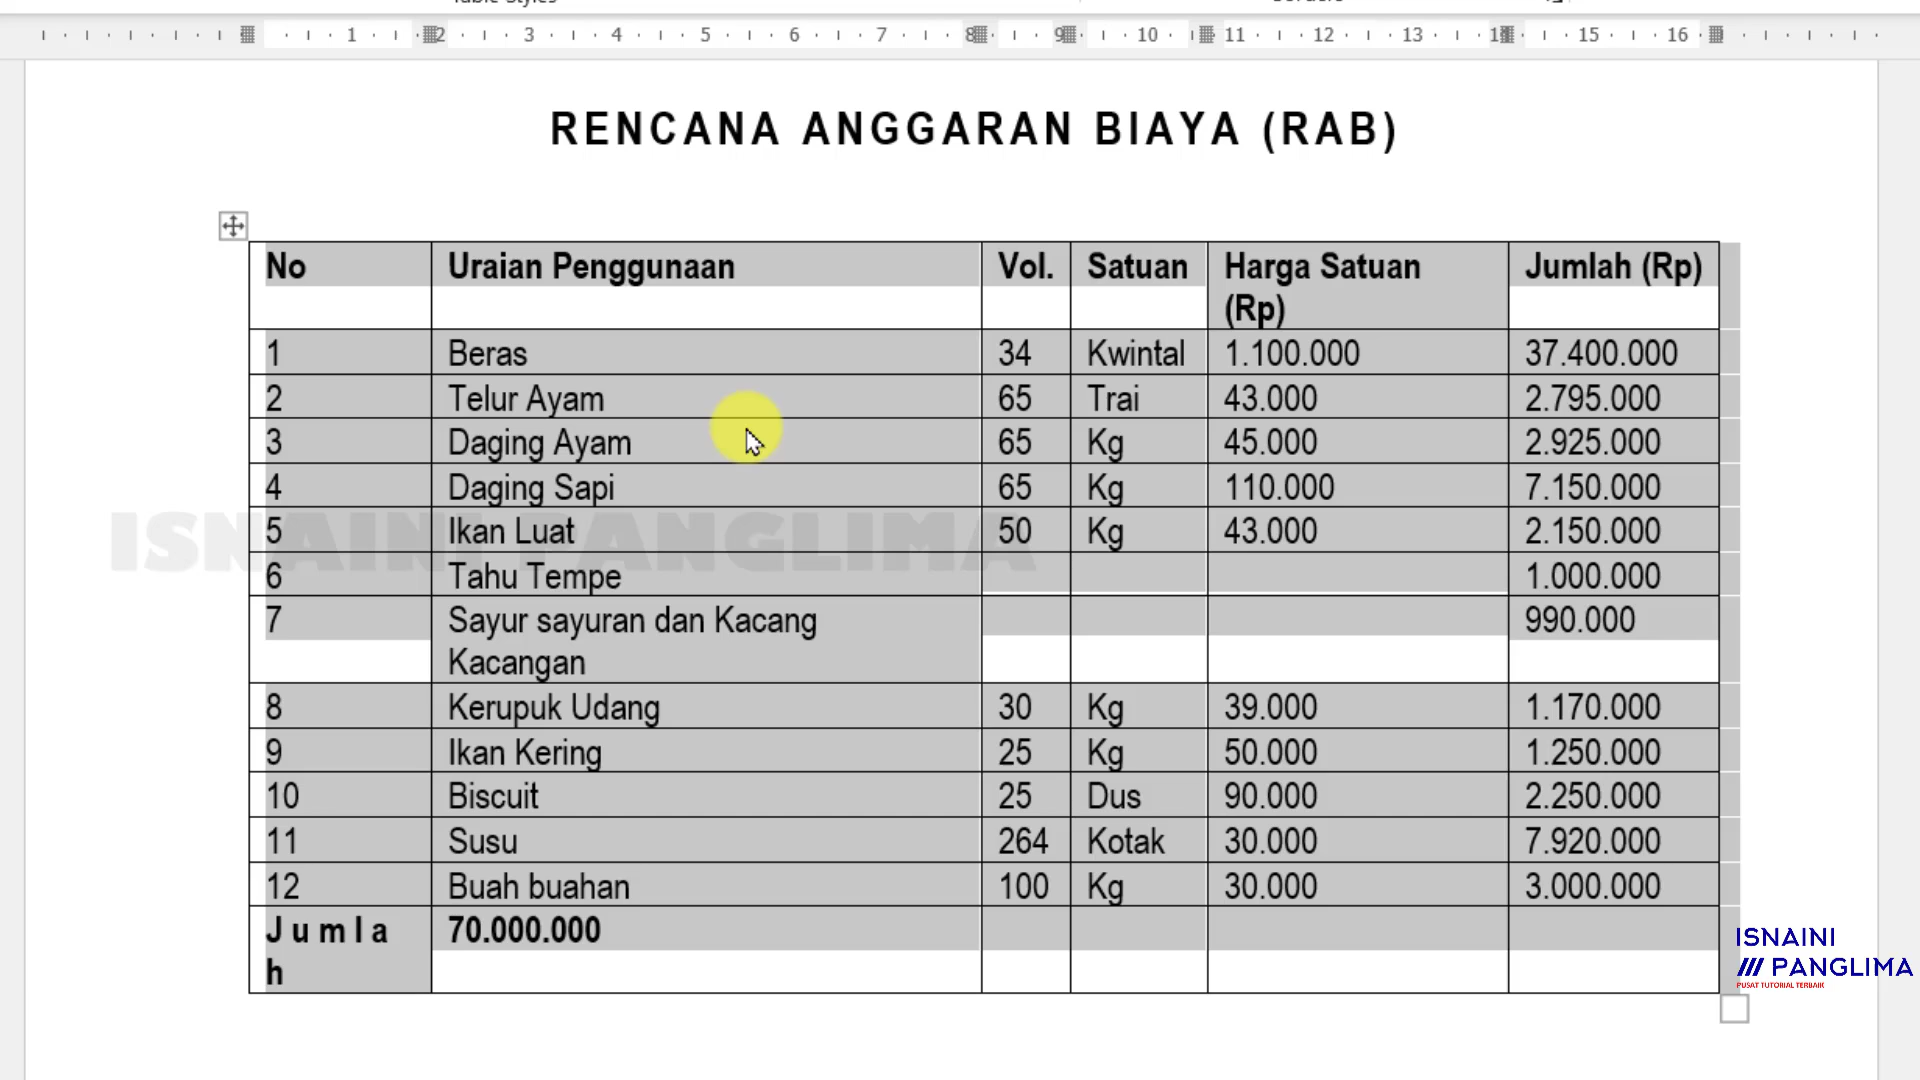 1 2 3 4 5 6 7 8 9 10 11 12 13 15 16
RENCANA ANGGARAN BIAYA (RAB)
No Uraian Penggunaan Vol. Satuan Harga Satuan (Rp) Jumlah (Rp)
1 Beras 34 Kwintal 1.100.000 37.400.000
2 Telur Ayam 65 Trai 43.000 2.795.000
3 Daging Ayam 65 Kg 45.000 2.925.000
4 Daging Sapi 65 Kg 110.000 7.150.000
ISNAINI PANGLIMA
5 Ikan Luat 50 Kg 43.000 2.150.000
6 Tahu Tempe 1.000.000
7 Sayur sayuran dan Kacang Kacangan 990.000
8 Kerupuk Udang 30 Kg 39.000 1.170.000
9 Ikan Kering 25 Kg 50.000 1.250.000
10 Biscuit 25 Dus 90.000 2.250.000
11 Susu 264 Kotak 30.000 7.920.000
12 Buah buahan 100 Kg 30.000 3.000.000
J u m l a h 70.000.000
ISNAINI
/// PANGLIMA
PUSAT TUTORIAL TERBAIK